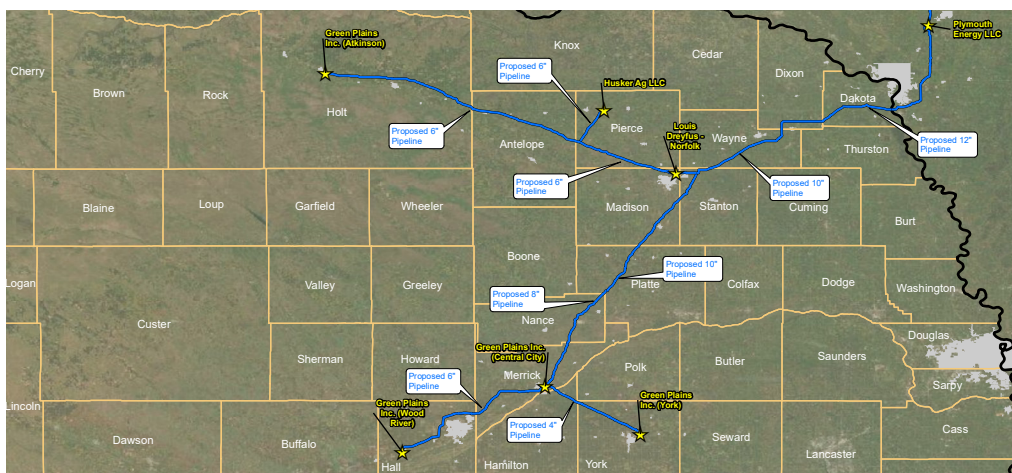 Green Plains
Inc. (Atkinson)
Plymouth
Energy LLC
Knox
Cedar
Cherry
Proposed 6"
Pipeline
Dixon
Brown
Rock
Husker Ag LLC
Dakota
Holt
Proposed 6"
Pipeline
Louis
Dreyfus -
Norfolk
Pierce
Wayne
Antelope
Proposed 12"
Pipeline
Thurston
Proposed 6"
Pipeline
Proposed 10"
Pipeline
Blaine
Loup
Garfield
Wheeler
Madison
Stanton
Cuming
Burt
Boone
Proposed 10"
Pipeline
Logan
Valley
Greeley
Platte
Colfax
Dodge
Washington
Proposed 8"
Pipeline
Custer
Nance
Douglas
Sherman
Howard
Green Plains Inc.
(Central City)
Merrick
Polk
Butler
Saunders
Proposed 6"
Pipeline
Sarpy
Lincoln
Green Plains
Inc. (Wood
River)
Green Plains
Inc. (York)
Dawson
Buffalo
Proposed 4"
Pipeline
Seward
Cass
Lancaster
Hall
Hamilton
York